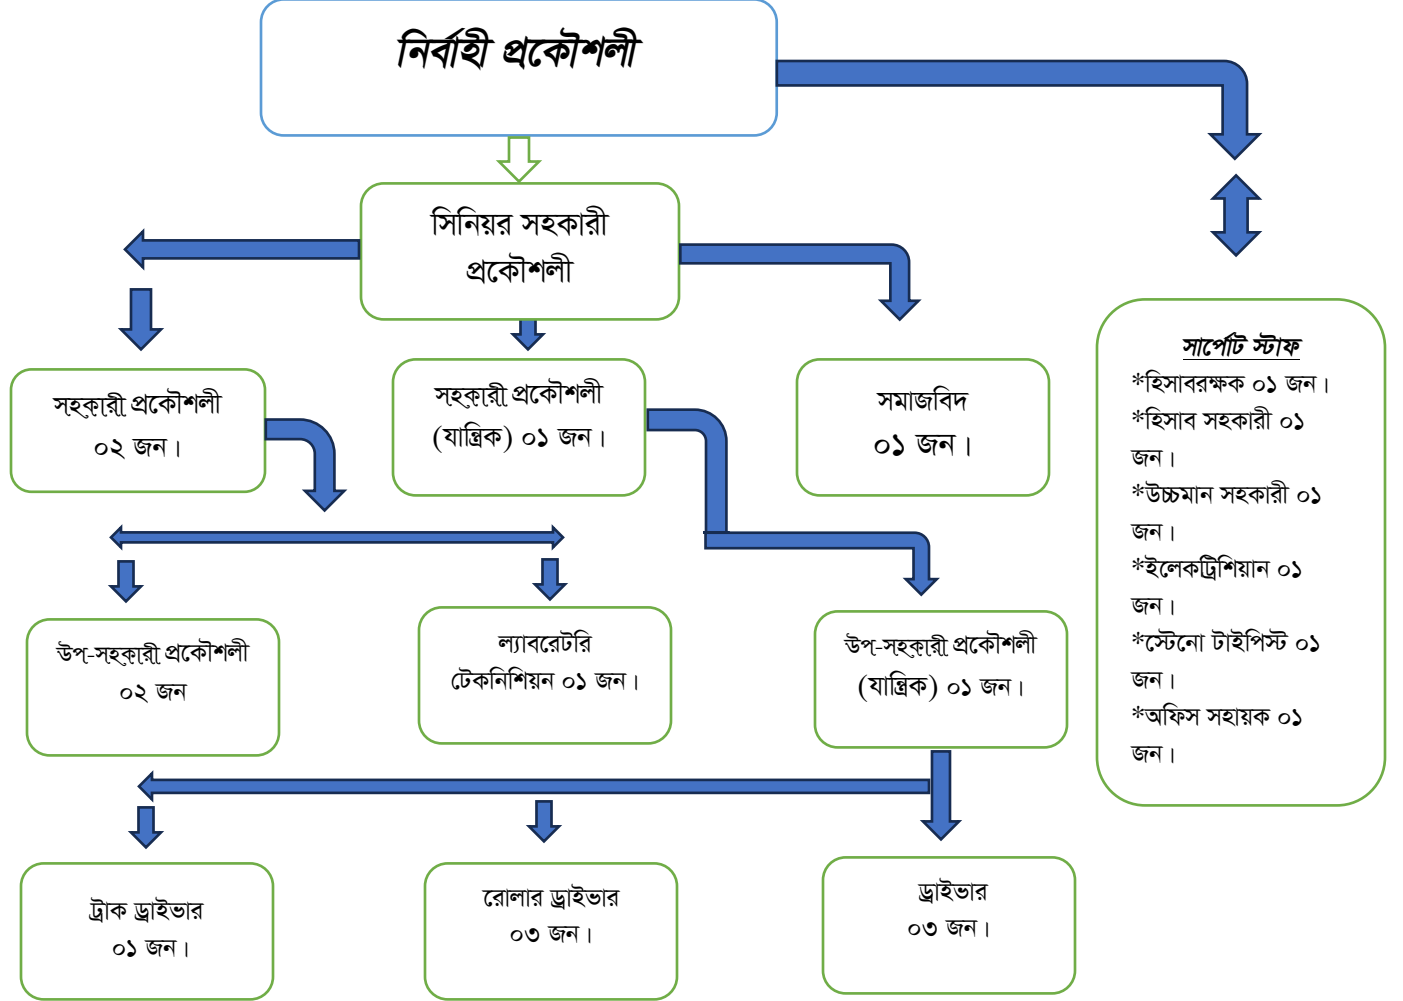 নির্বাহী প্রকৌশলী
সিনিয়র সহকারী
প্রকৌশলী
সহকারী প্রকৌশলী
০২ জন।
সহকারী প্রকৌশলী
(যান্ত্রিক) ০১ জন।
সমাজবিদ
০১ জন।
সার্পোট স্টাফ
*হিসাবরক্ষক ০১ জন।
*হিসাব সহকারী ০১
জন।
*উচ্চমান সহকারী ০১
জন।
*ইলেকট্রিশিয়ান ০১
জন।
*স্টেনো টাইপিস্ট ০১
জন।
*অফিস সহায়ক ০১
জন।
উপ-সহকারী প্রকৌশলী
০২ জন
ল্যাবরেটরি
টেকনিশিয়ন ০১ জন।
উপ-সহকারী প্রকৌশলী
(যান্ত্রিক) ০১ জন।
ট্রাক ড্রাইভার
০১ জন।
রোলার ড্রাইভার
০৩ জন।
ড্রাইভার
০৩ জন।